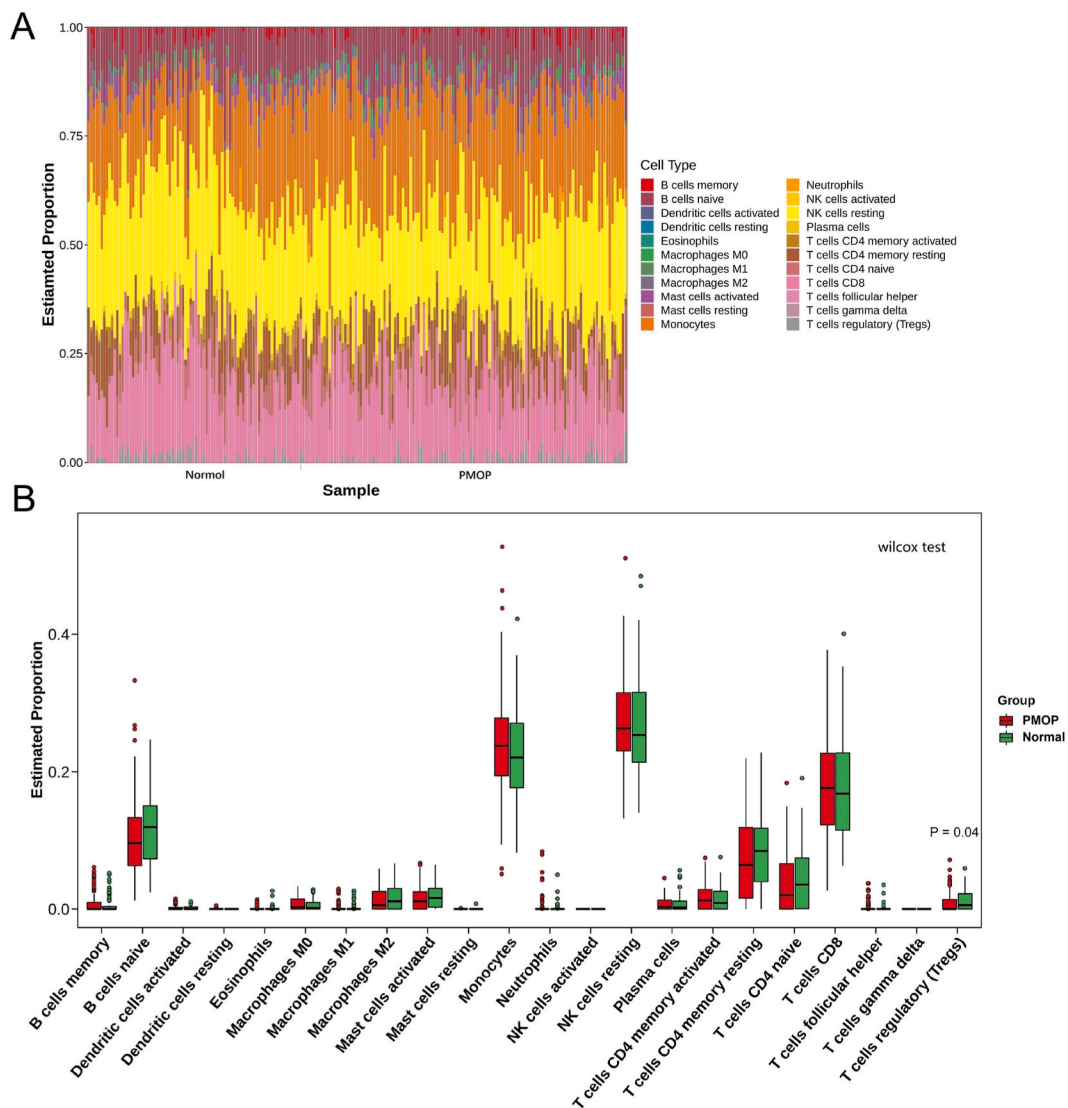 A
1.00
0.75
0.50
0.25
0.00
Estiamted Proportion
Normol
PMOP
Sample
Cell Type
B cells memory
B cells naive
Dendritic cells activated
Dendritic cells resting
Eosinophils
Macrophages M0
Macrophages M1
Macrophages M2
Mast cells activated
Mast cells resting
Monocytes
Neutrophils
NK cells activated
NK cells resting
Plasma cells
T cells CD4 memory activated
T cells CD4 memory resting
T cells CD4 naive
T cells CD8
T cells follicular helper
T cells gamma delta
T cells regulatory (Tregs)
B
wilcox test
0.4
0.2
0.0
Estimated Proportion
P = 0.04
Group
PMOP
Normal
B cells memory
B cells naive
Dendritic cells activated
Dendritic cells resting
Eosinophils
Macrophages M0
Macrophages M1
Macrophages M2
Mast cells activated
Mast cells resting
Monocytes
Neutrophils
NK cells activated
NK cells resting
Plasma cells
T cells CD4 memory activated
T cells CD4 memory resting
T cells CD4 naive
T cells CD8
T cells follicular helper
T cells gamma delta
T cells regulatory (Tregs)